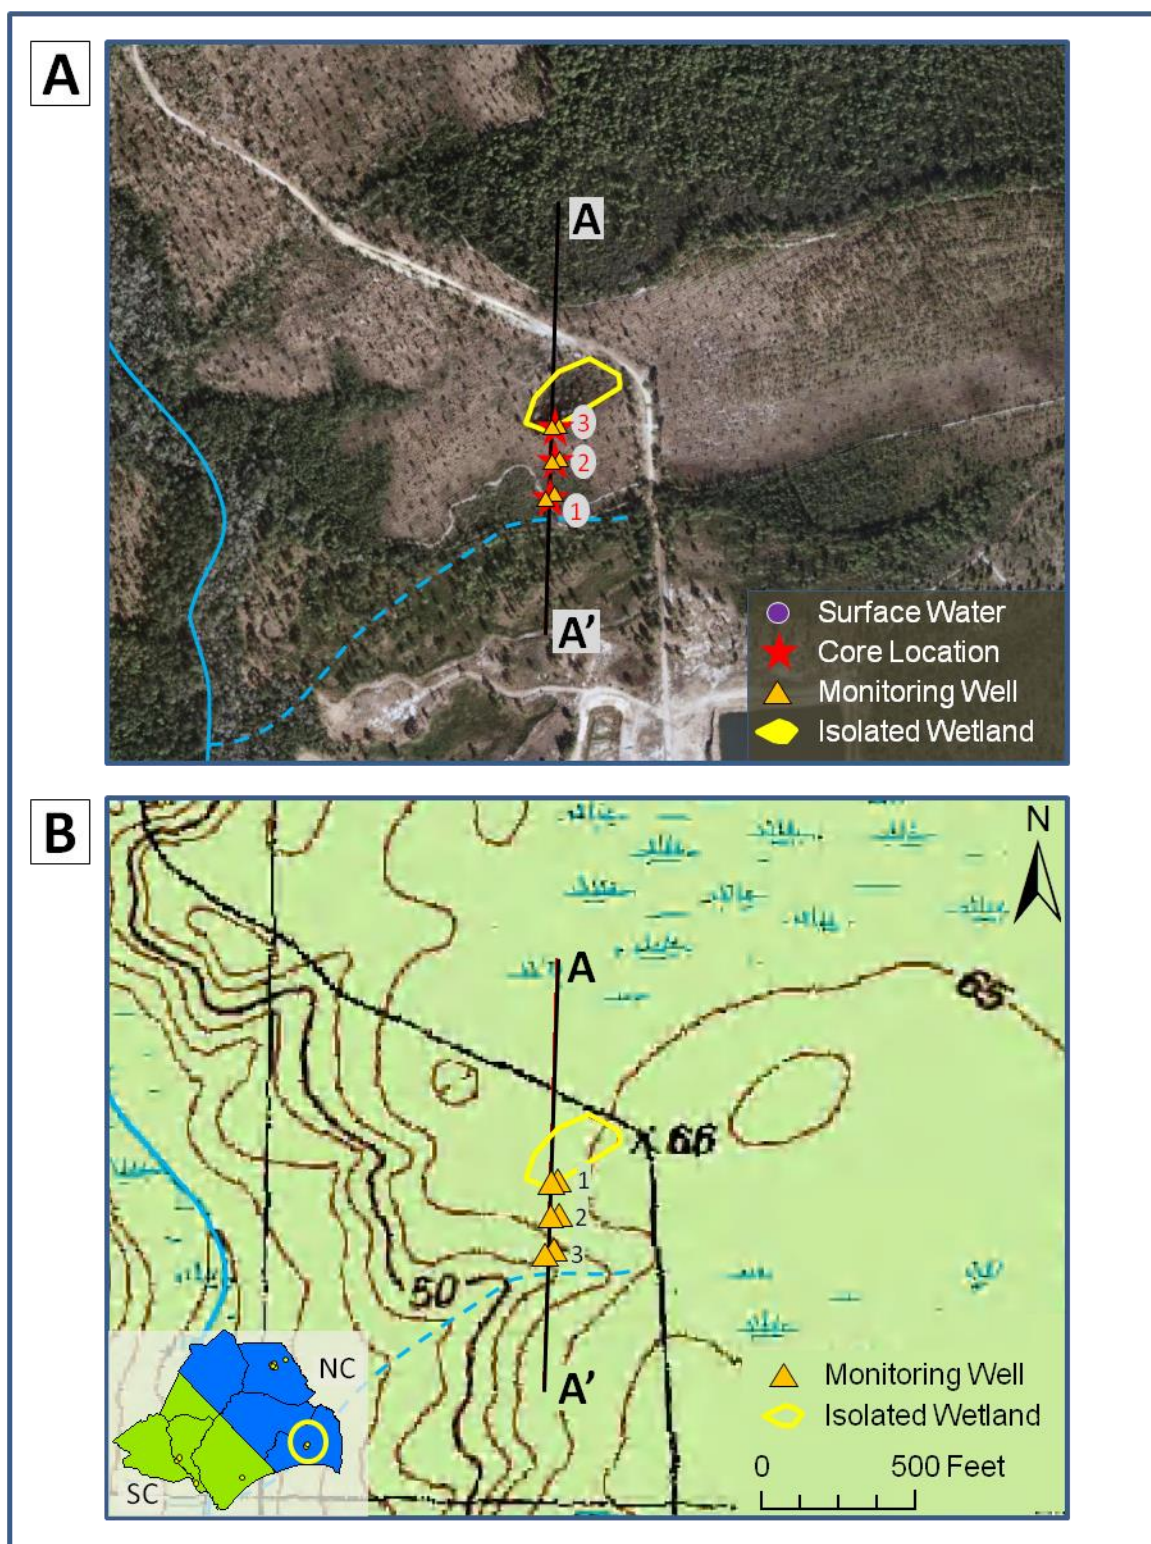 A
A
3
2
1
A'
Surface Water
Core Location
Monitoring Well
Isolated Wetland
B
N
A
65
66
1
2
3
50
A'
NC
SC
Monitoring Well
Isolated Wetland
0 500 Feet